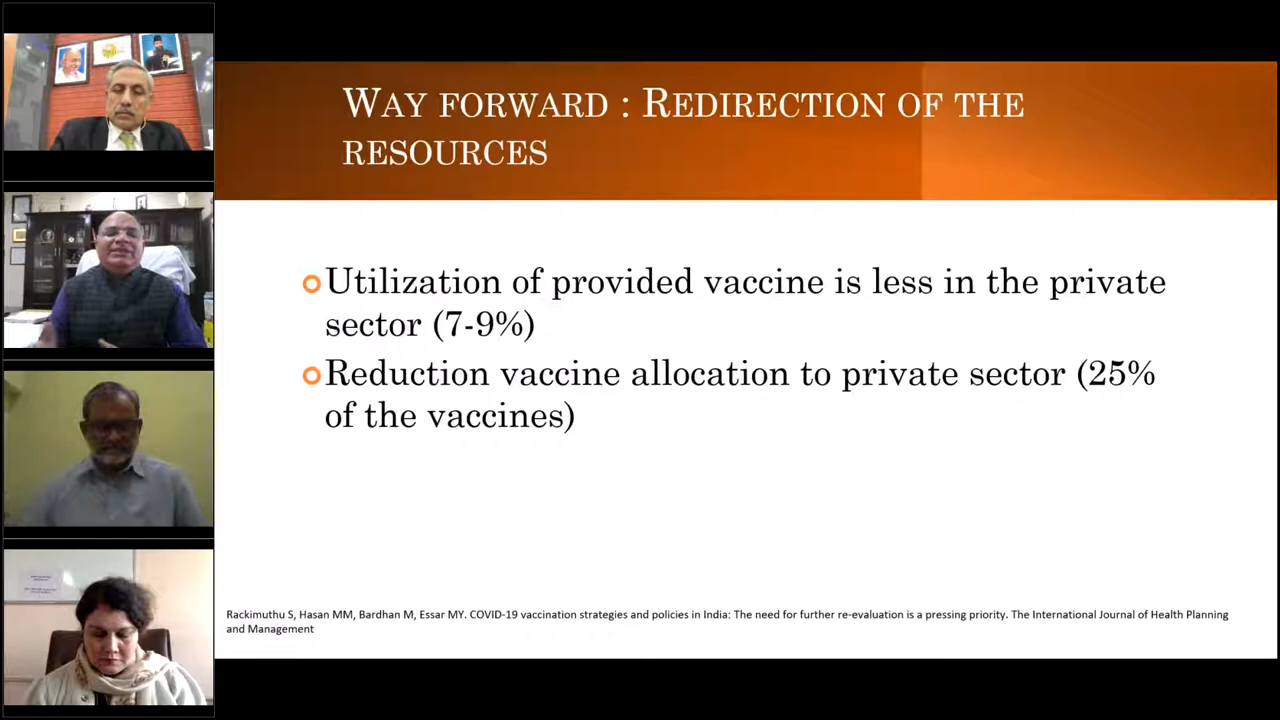 WAY FORWARD : REDIRECTION OF THE
RESOURCES
Utilization of provided vaccine is less in the private
sector (7-9%)
Reduction vaccine allocation to private sector (25%
of the vaccines)
Rackimuthu S, Hasan MM, Bardhan M, Essar MY. COVID-19 vaccination strategies and policies in India: The need for further re-evaluation is a pressing priority. The International Journal of Health Planning
and Management